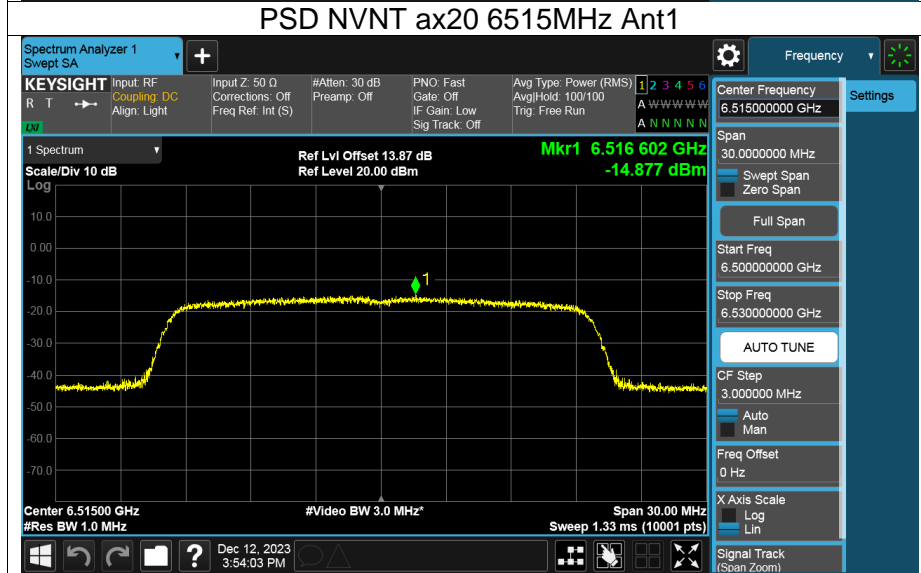 PSD NVNT ax20 6515MHz Ant1
Spectrum Analyzer 1
Swept SA
+
Frequency
KEYSIGHT
R T
LXI
Input: RF
Coupling: DC
Align: Light
Input Z: 50 Ω
Corrections: Off
Freq Ref: Int (S)
#Atten: 30 dB
Preamp: Off
PNO: Fast
Gate: Off
IF Gain: Low
Sig Track: Off
Avg Type: Power (RMS)
Avg|Hold: 100/100
Trig: Free Run
1 2 3 4 5 6
A W W W W W
A N N N N N
1 Spectrum
Scale/Div 10 dB
Log
Ref Lvl Offset 13.87 dB
Ref Level 20.00 dBm
Mkr1 6.516 602 GHz
-14.877 dBm
10.0
0.00
-10.0
-20.0
-30.0
-40.0
-50.0
-60.0
-70.0
1
Center 6.51500 GHz
#Res BW 1.0 MHz
#Video BW 3.0 MHz*
Span 30.00 MHz
Sweep 1.33 ms (10001 pts)
?
Dec 12, 2023
3:54:03 PM
Center Frequency
6.515000000 GHz
Span
30.0000000 MHz
Swept Span
Zero Span
Full Span
Start Freq
6.500000000 GHz
Stop Freq
6.530000000 GHz
AUTO TUNE
CF Step
3.000000 MHz
Auto
Man
Freq Offset
0 Hz
X Axis Scale
Log
Lin
Signal Track
(Span Zoom)
Settings